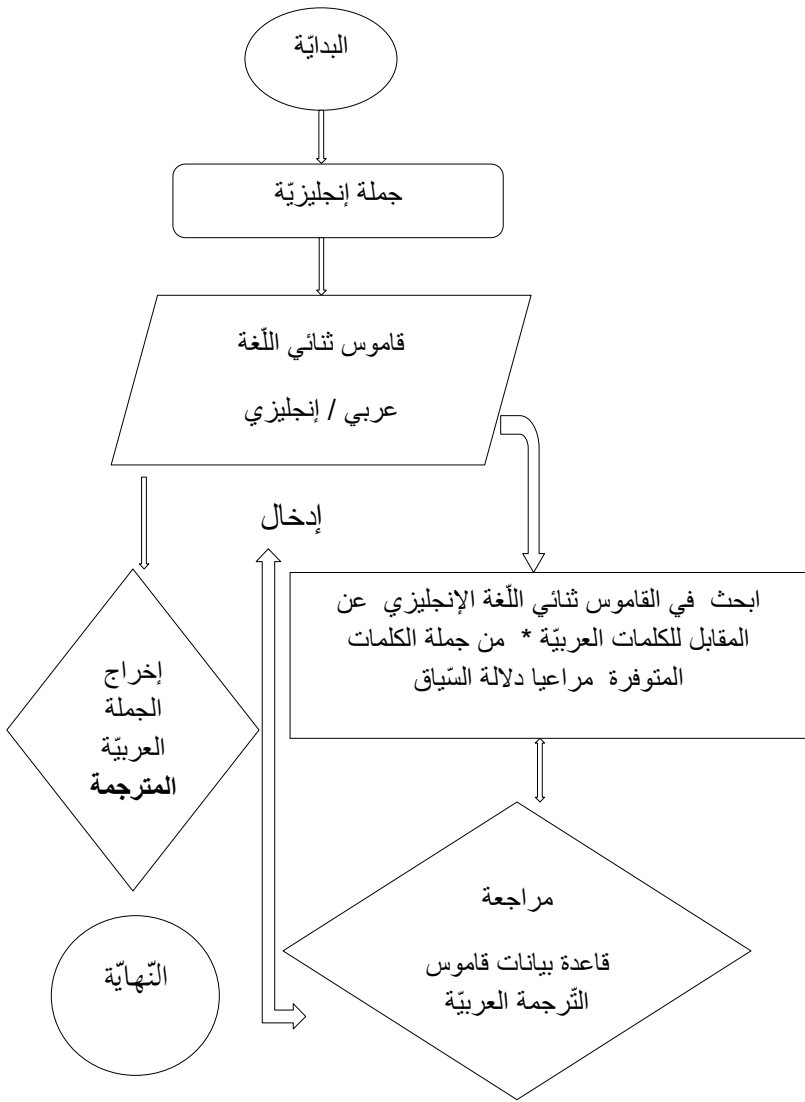 البدايّة
جملة إنجليزيّة
قاموس ثنائي اللّغة
عربي / إنجليزي
إدخال
ابحث في القاموس ثنائي اللّغة الإنجليزي عن
المقابل للكلمات العربيّة * من جملة الكلمات
المتوفرة مراعيا دلالة السّياق
إخراج
الجملة
العربيّة
المترجمة
مراجعة
قاعدة بيانات قاموس
التّرجمة العربيّة
النّهايّة